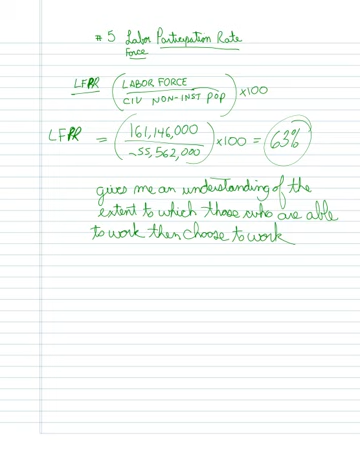 # 5 Labor Participation Rate
Force
LFPR (LABOR FORCE / CIV NON-INST POP) × 100
LFPR = (161,146,000 / 255,562,000) × 100 = 63%
gives me an understanding of the
extent to which those who are able
to work then choose to work